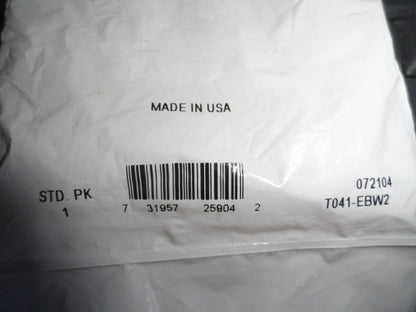 MADE IN USA
STD. PK
1
7 31957 25904 2
072104
T041-EBW2